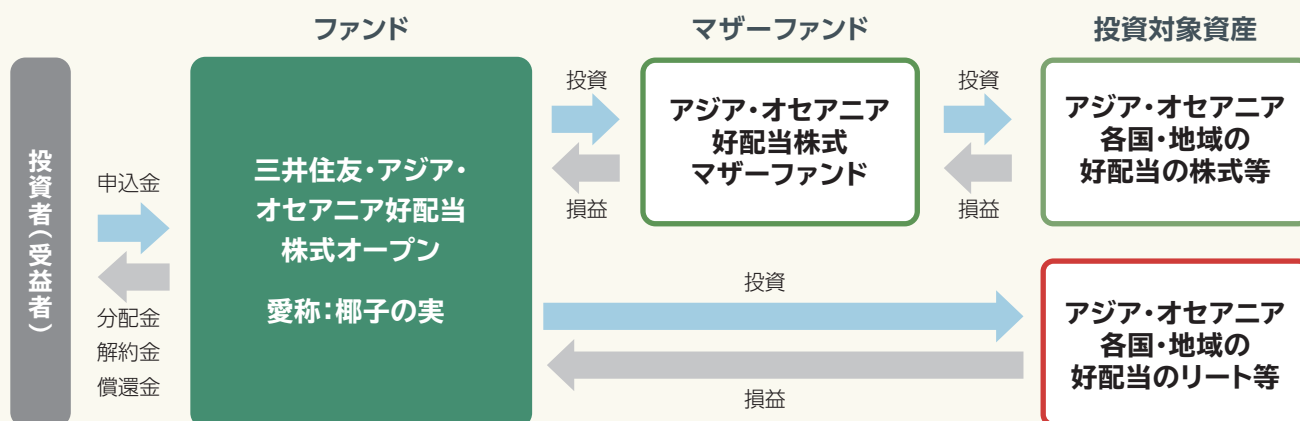 ファンド
マザーファンド
投資対象資産
投資者（受益者）
申込金
分配金
解約金
償還金
三井住友・アジア・
オセアニア好配当
株式オープン
愛称：椰子の実
投資
損益
アジア・オセアニア
好配当株式
マザーファンド
投資
損益
アジア・オセアニア
各国・地域の
好配当の株式等
投資
損益
アジア・オセアニア
各国・地域の
好配当のリート等